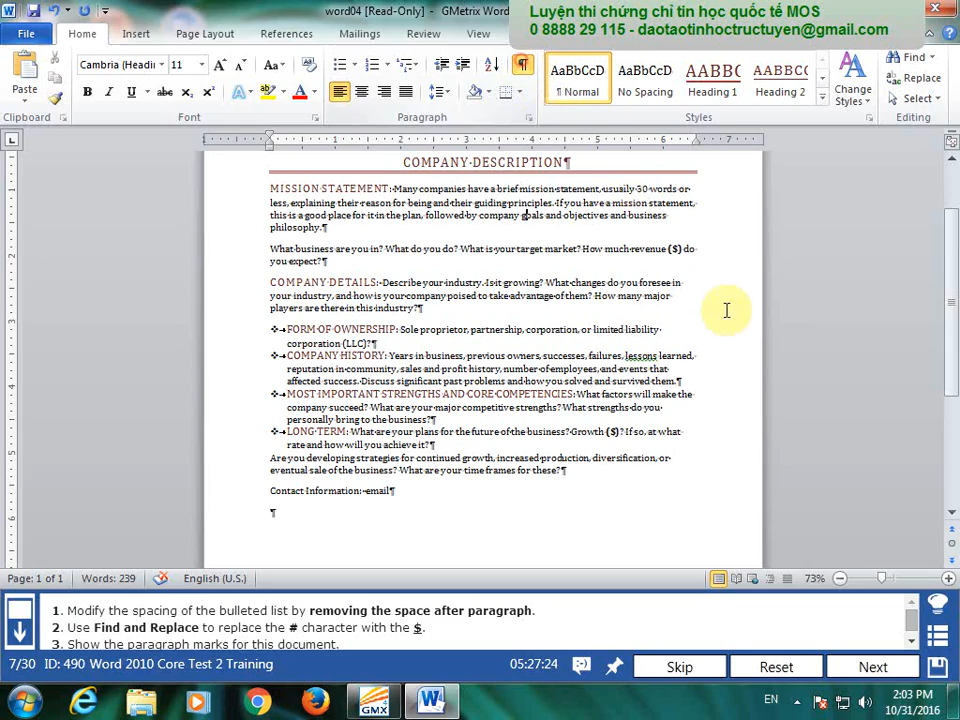 word04 [Read-Only] - GMetrix Word
Luyện thi chứng chỉ tin học quốc tế MOS
0 8888 29 115 - daotaotinhoctructuyen@gmail.com
File Home Insert Page Layout References Mailings Review View
Cambria (Headi 11
AaBbCcD AaBbCcD AABBC AABBCCD
Find
Replace
Select
Paste
¶ Normal No Spacing Heading 1 Heading 2 Change Styles
Clipboard Font Paragraph Styles Editing
COMPANY·DESCRIPTION¶
MISSION·STATEMENT:·Many·companies·have·a·brief·mission·statement,·usually·30·words·or·
less,·explaining·their·reason·for·being·and·their·guiding·principles.·If·you·have·a·mission·statement,·
this·is·a·good·place·for·it·in·the·plan,·followed·by·company·goals·and·objectives·and·business·
philosophy.¶
What·business·are·you·in?·What·do·you·do?·What·is·your·target·market?·How·much·revenue·($)·do·
you·expect?¶
COMPANY·DETAILS:·Describe·your·industry.·Is·it·growing?·What·changes·do·you·foresee·in·
your·industry,·and·how·is·your·company·poised·to·take·advantage·of·them?·How·many·major·
players·are·there·in·this·industry?¶
FORM·OF·OWNERSHIP:·Sole·proprietor,·partnership,·corporation,·or·limited·liability·
corporation·(LLC)?¶
COMPANY·HISTORY:·Years·in·business,·previous·owners,·successes,·failures,·lessons·learned,·
reputation·in·community,·sales·and·profit·history,·number·of·employees,·and·events·that·
affected·success.·Discuss·significant·past·problems·and·how·you·solved·and·survived·them.¶
MOST·IMPORTANT·STRENGTHS·AND·CORE·COMPETENCIES:·What·factors·will·make·the·
company·succeed?·What·are·your·major·competitive·strengths?·What·strengths·do·you·
personally·bring·to·the·business?¶
LONG·TERM:·What·are·your·plans·for·the·future·of·the·business?·Growth·($)?·If·so,·at·what·
rate·and·how·will·you·achieve·it?¶
Are·you·developing·strategies·for·continued·growth,·increased·production,·diversification,·or·
eventual·sale·of·the·business?·What·are·your·time·frames·for·these?¶
Contact·Information:·email¶
¶
Page: 1 of 1 Words: 239 English (U.S.) 73%
1. Modify the spacing of the bulleted list by removing the space after paragraph.
2. Use Find and Replace to replace the # character with the $.
3. Show the paragraph marks for this document.
7/30 ID: 490 Word 2010 Core Test 2 Training 05:27:24 Skip Reset Next
EN 2:03 PM
10/31/2016